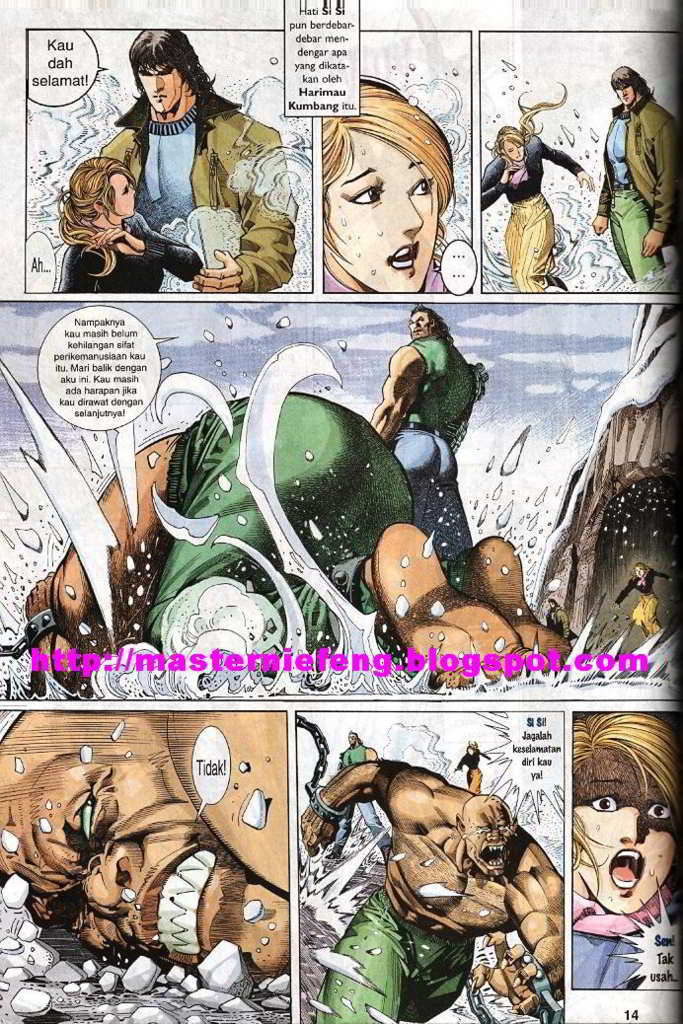 Kau
dah
selamat!
Ah...
Hati Si Si
pun berdebar-
debar men-
dengar apa
yang dikata-
kan oleh
Harimau
Kumbang itu.
... ...
Nampaknya
kau masih belum
kehilangan sifat
perikemanusiaan kau
itu. Mari balik dengan
aku ini. Kau masih
ada harapan jika
kau dirawat dengan
selanjutnya!
http://masterniefeng.blogspot.com
Tidak!
Si Si!
Jagalah
keselamatan
diri kau
ya!
Sen!
Tak
usah...
14